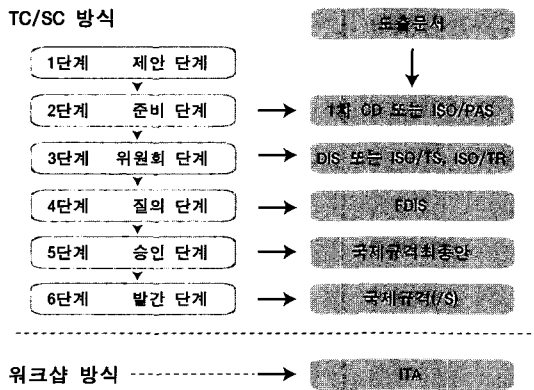 TC/SC 방식
도출문서
1단계 제안 단계
2단계 준비 단계
1차 CD 또는 ISO/PAS
3단계 위원회 단계
DIS 또는 ISO/TS, ISO/TR
4단계 질의 단계
FDIS
5단계 승인 단계
국제규격최종안
6단계 발간 단계
국제규격(/S)
워크샵 방식
ITA